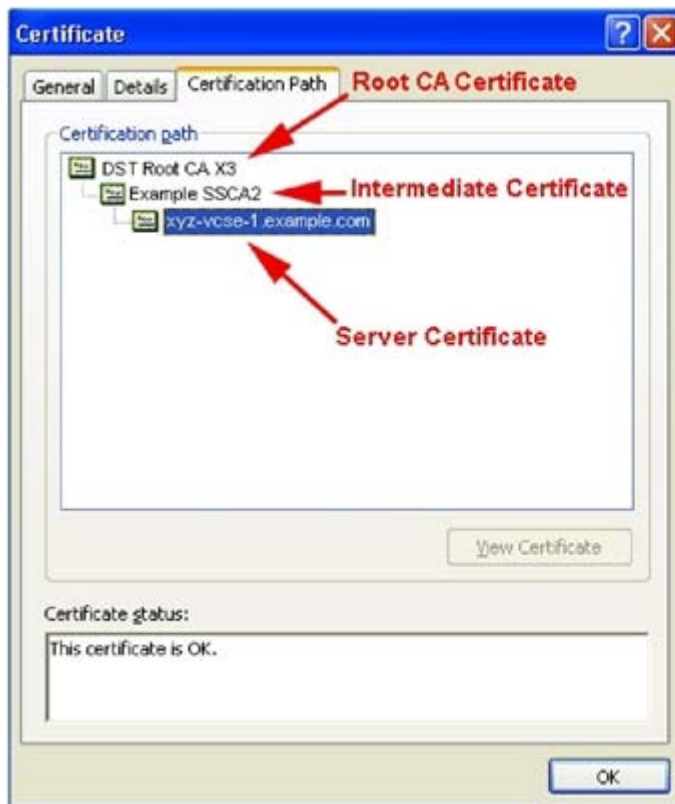 Certificate
General Details Certification Path Root CA Certificate
Certification path
DST Root CA X3
Example SSCA2 Intermediate Certificate
xyz-vcse-1.example.com
Server Certificate
View Certificate
Certificate status:
This certificate is OK.
OK